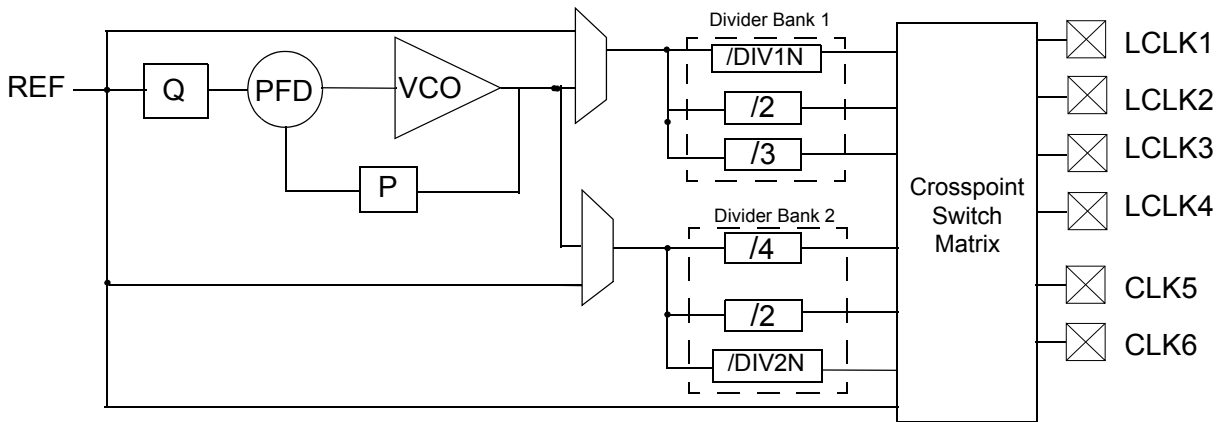 Divider Bank 1
/DIV1N
/2
/3
REF
Q
PFD
VCO
P
Divider Bank 2
/4
/2
/DIV2N
Crosspoint
Switch
Matrix
LCLK1
LCLK2
LCLK3
LCLK4
CLK5
CLK6